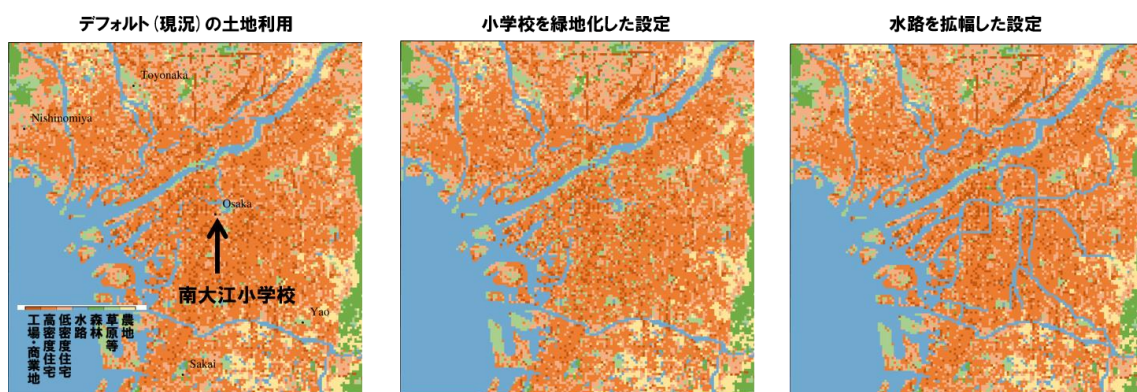 デフォルト（現況）の土地利用
小学校を緑地化した設定
水路を拡幅した設定
Toyonaka
Nishinomiya
Osaka
南大江小学校
Yao
Sakai
工場・商業地
高密度住宅
低密度住宅
水路
森林
草原等
農地